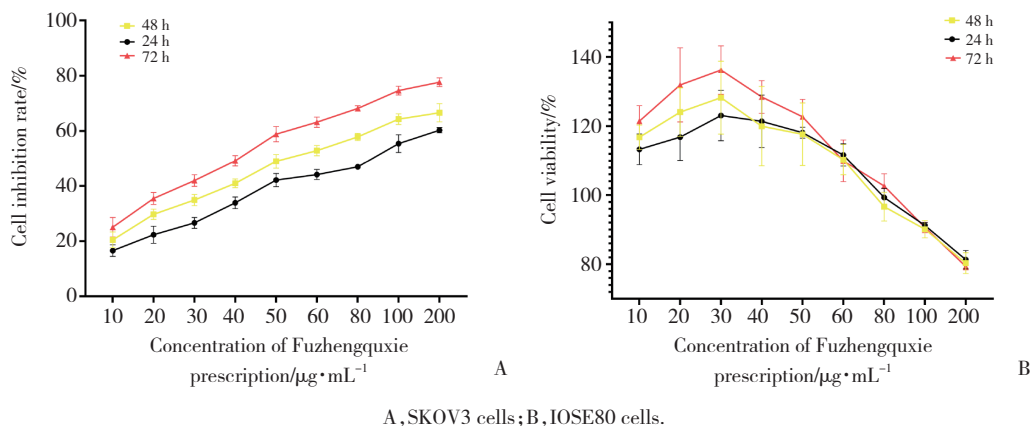 100
80
60
40
20
0
Cell inhibition rate/%
48 h
24 h
72 h
10 20 30 40 50 60 80 100 200
Concentration of Fuzhengquxie
prescription/μg·mL⁻¹
A
140
120
100
80
Cell viability/%
48 h
24 h
72 h
10 20 30 40 50 60 80 100 200
Concentration of Fuzhengquxie
prescription/μg·mL⁻¹
B
A,SKOV3 cells;B,IOSE80 cells.